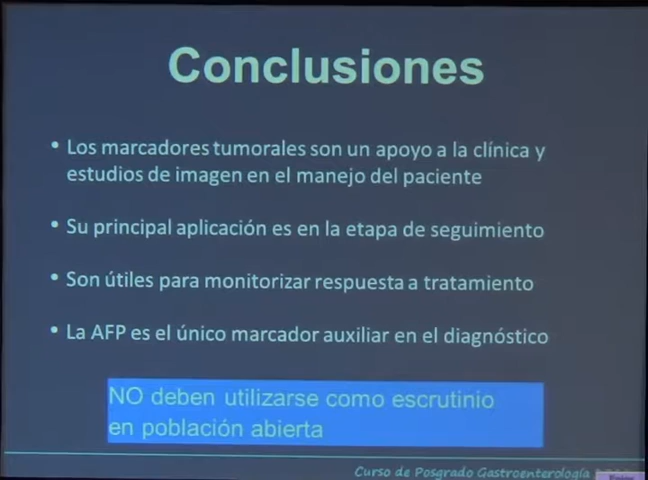 Conclusiones
• Los marcadores tumorales son un apoyo a la clínica y
estudios de imagen en el manejo del paciente
• Su principal aplicación es en la etapa de seguimiento
• Son útiles para monitorizar respuesta a tratamiento
• La AFP es el único marcador auxiliar en el diagnóstico
NO deben utilizarse como escrutinio
en población abierta
Curso de Posgrado Gastroenterología